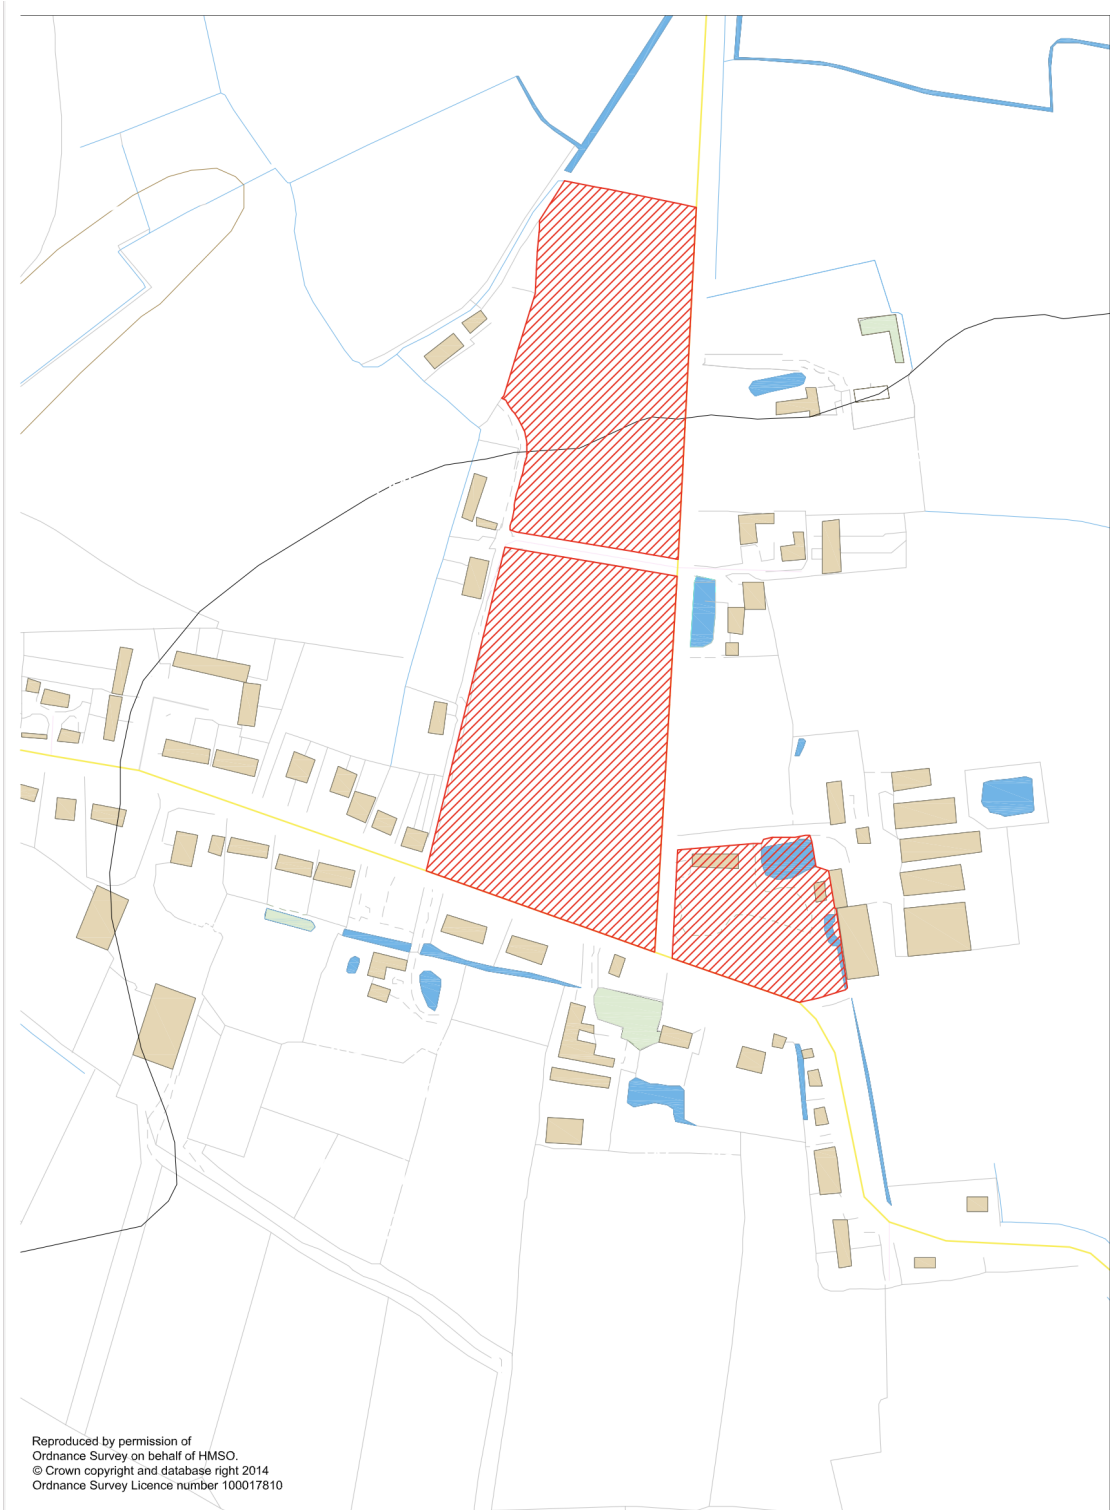 Reproduced by permission of
Ordnance Survey on behalf of HMSO.
© Crown copyright and database right 2014
Ordnance Survey Licence number 100017810